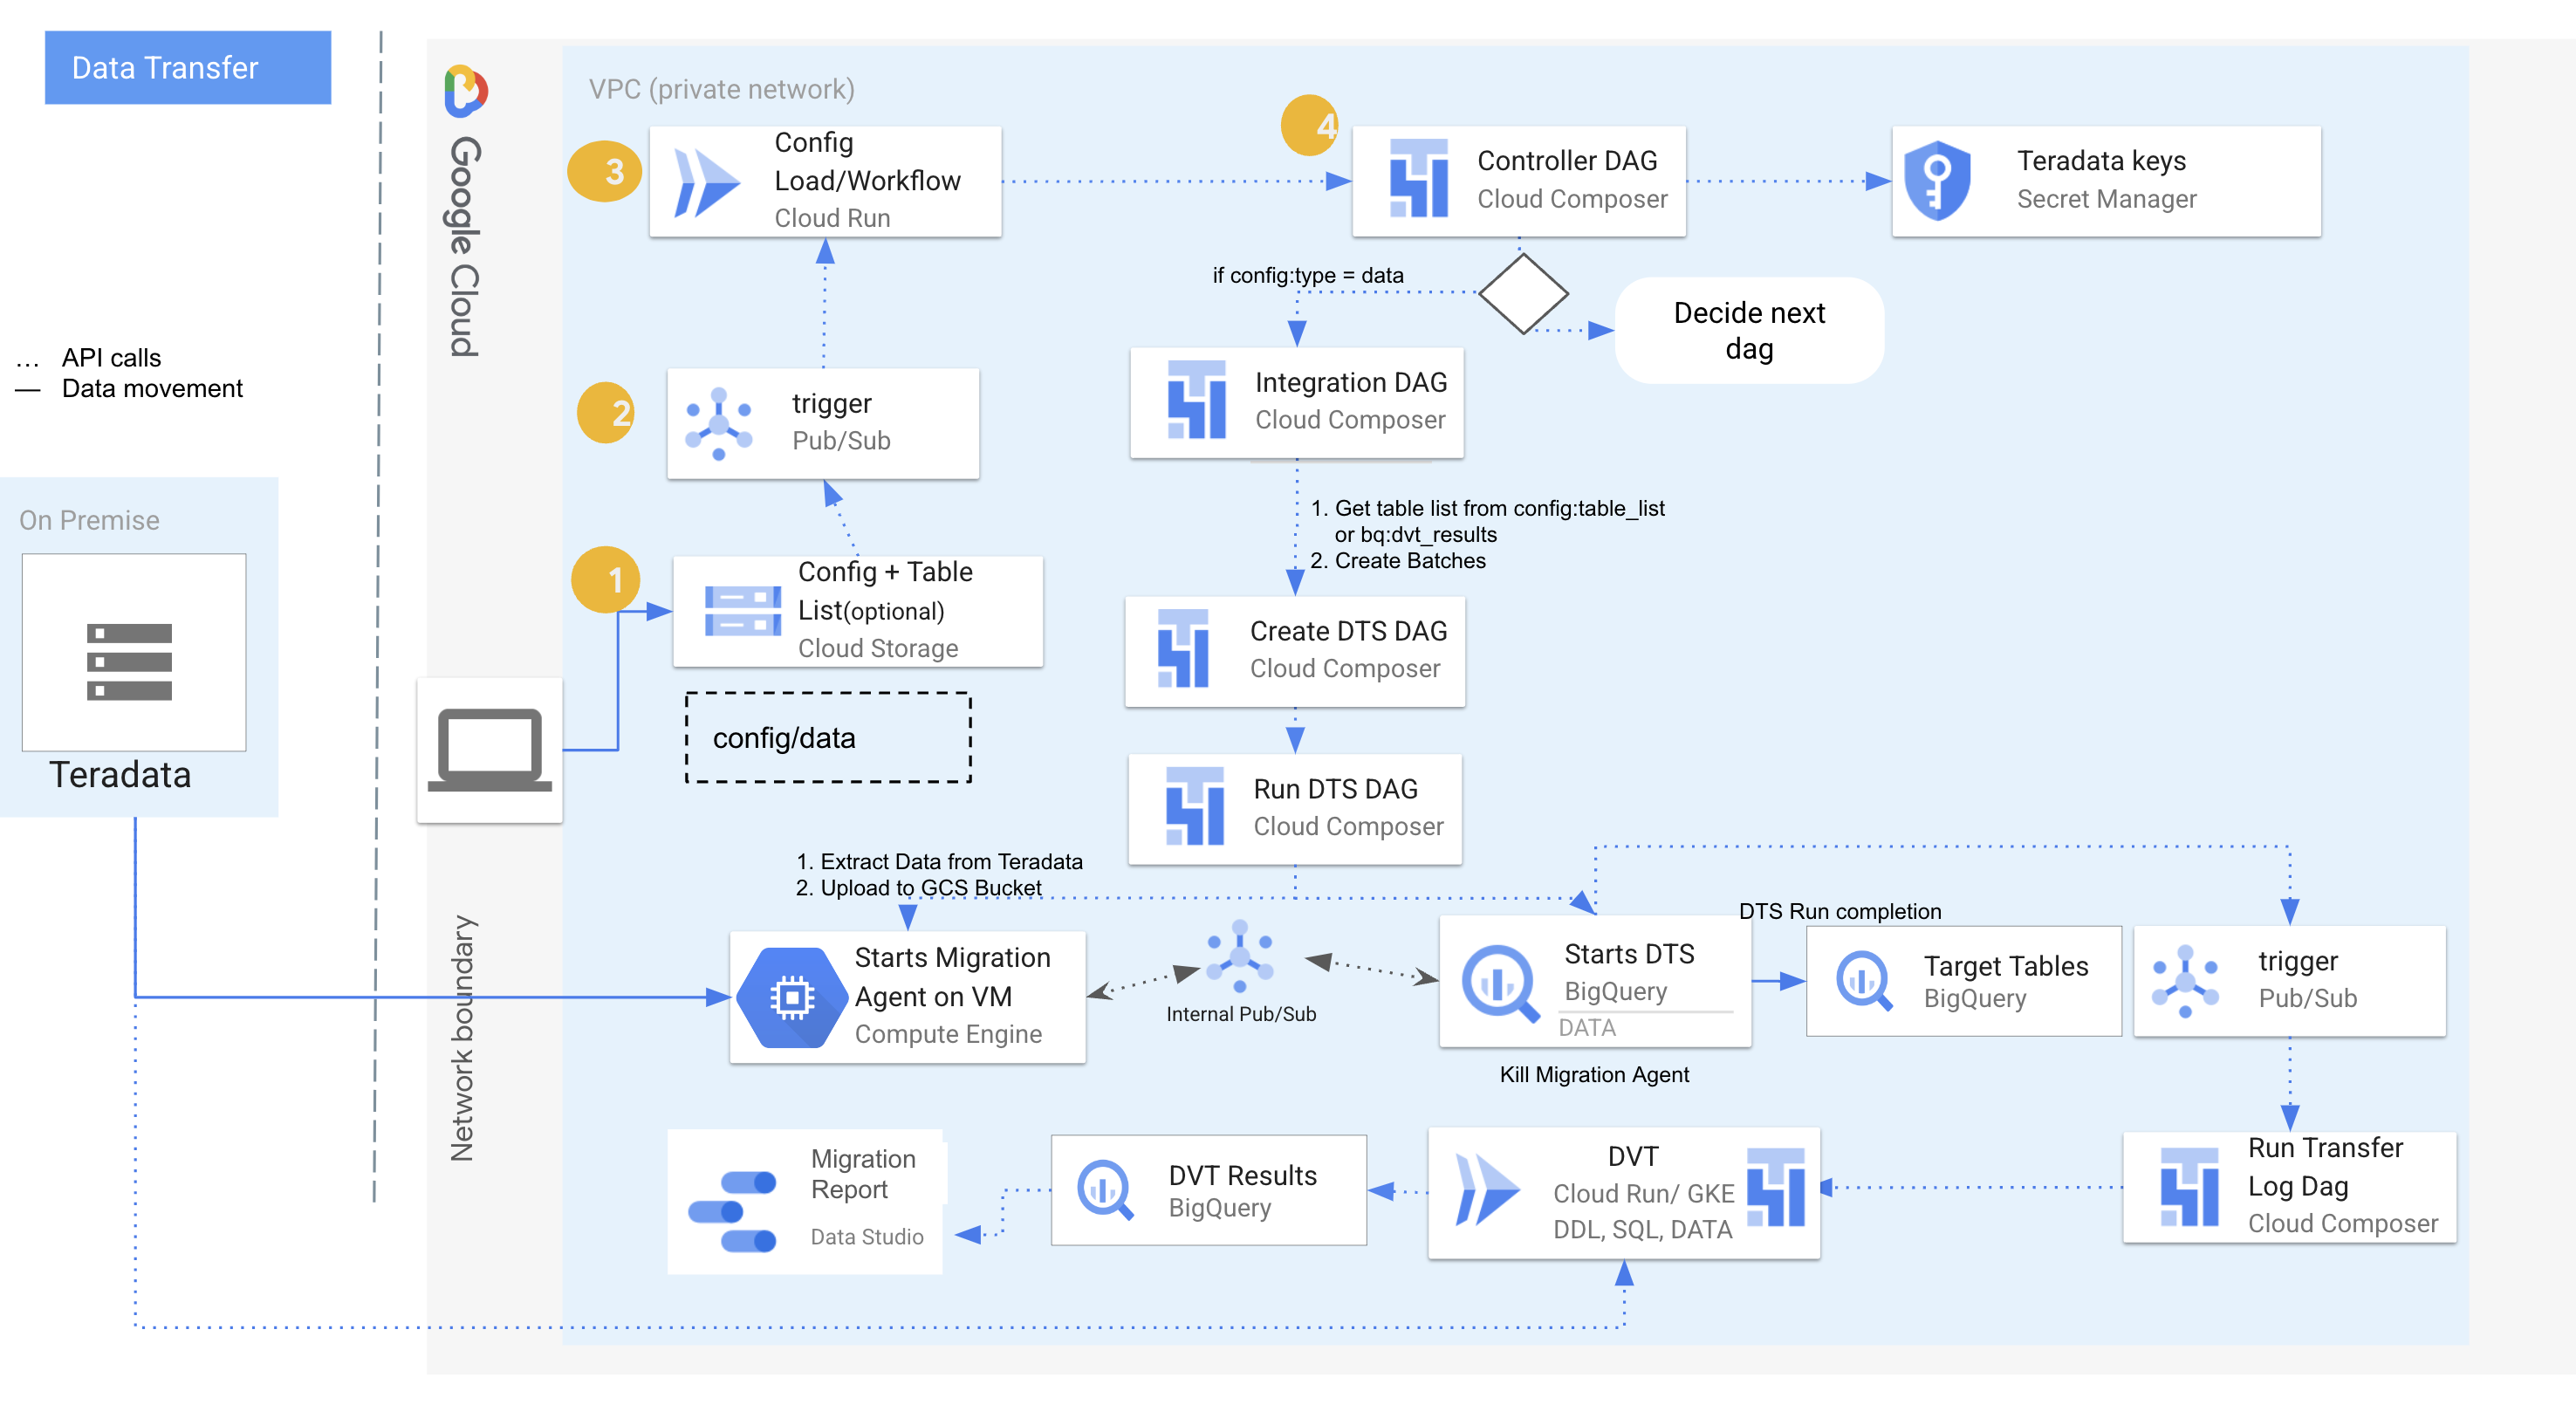 Data Transfer
… API calls
— Data movement
On Premise
Teradata
Google Cloud
Network boundary
VPC (private network)
3
Config
Load/Workflow
Cloud Run
4
Controller DAG
Cloud Composer
Teradata keys
Secret Manager
if config:type = data
Decide next
dag
2
trigger
Pub/Sub
Integration DAG
Cloud Composer
1. Get table list from config:table_list
or bq:dvt_results
2. Create Batches
1
Config + Table
List(optional)
Cloud Storage
config/data
Create DTS DAG
Cloud Composer
Run DTS DAG
Cloud Composer
1. Extract Data from Teradata
2. Upload to GCS Bucket
Starts Migration
Agent on VM
Compute Engine
Internal Pub/Sub
Starts DTS
BigQuery
DATA
Kill Migration Agent
DTS Run completion
Target Tables
BigQuery
trigger
Pub/Sub
Migration
Report
Data Studio
DVT Results
BigQuery
DVT
Cloud Run/ GKE
DDL, SQL, DATA
Run Transfer
Log Dag
Cloud Composer